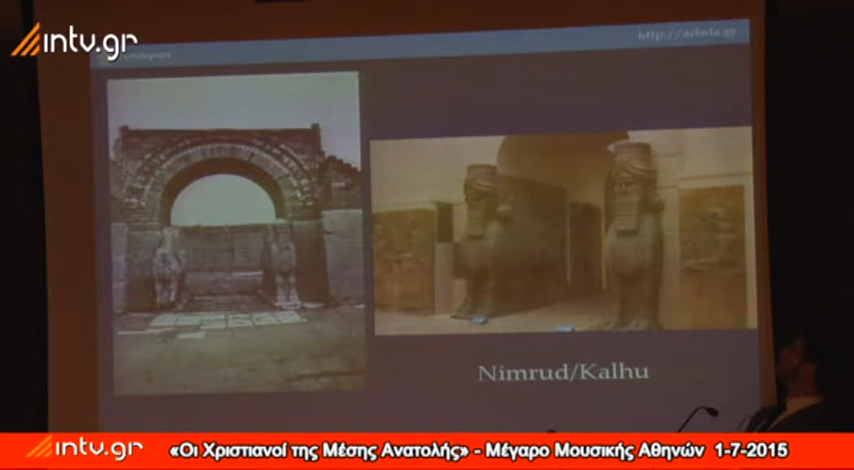 intv.gr
http://arbela.gr
Nimrud/Kalhu
intv.gr
«Οι Χριστιανοί της Μέσης Ανατολής» - Μέγαρο Μουσικής Αθηνών 1-7-2015